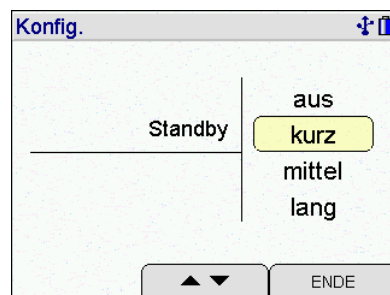 Konfig.
aus
Standby
kurz
mittel
lang
▲ ▼
ENDE